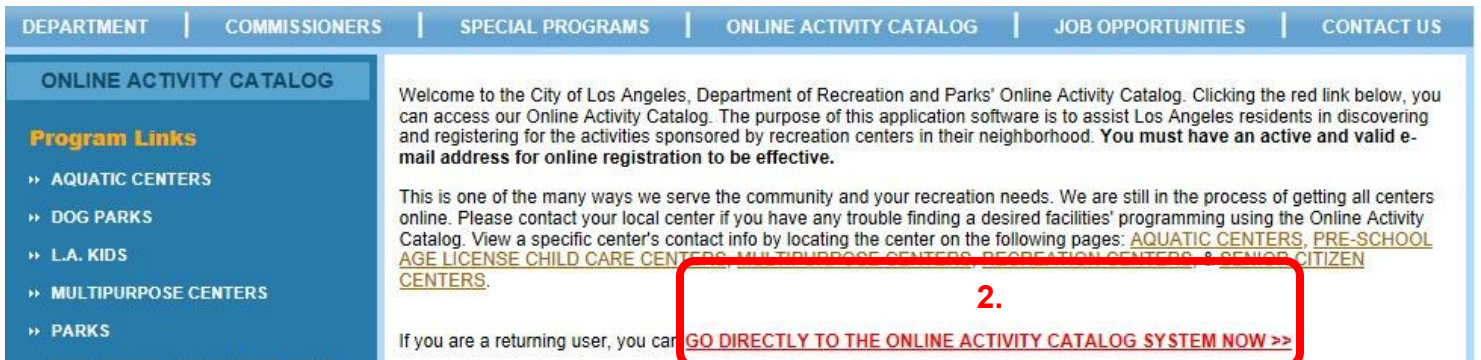 DEPARTMENT | COMMISSIONERS | SPECIAL PROGRAMS | ONLINE ACTIVITY CATALOG | JOB OPPORTUNITIES | CONTACT US
ONLINE ACTIVITY CATALOG
Program Links
›› AQUATIC CENTERS
›› DOG PARKS
›› L.A. KIDS
›› MULTIPURPOSE CENTERS
›› PARKS
Welcome to the City of Los Angeles, Department of Recreation and Parks' Online Activity Catalog. Clicking the red link below, you
can access our Online Activity Catalog. The purpose of this application software is to assist Los Angeles residents in discovering
and registering for the activities sponsored by recreation centers in their neighborhood. You must have an active and valid e-
mail address for online registration to be effective.
This is one of the many ways we serve the community and your recreation needs. We are still in the process of getting all centers
online. Please contact your local center if you have any trouble finding a desired facilities' programming using the Online Activity
Catalog. View a specific center's contact info by locating the center on the following pages: AQUATIC CENTERS, PRE-SCHOOL
AGE LICENSE CHILD CARE CENTERS, MULTIPURPOSE CENTERS, RECREATION CENTERS, & SENIOR CITIZEN
CENTERS.
2.
If you are a returning user, you can GO DIRECTLY TO THE ONLINE ACTIVITY CATALOG SYSTEM NOW >>